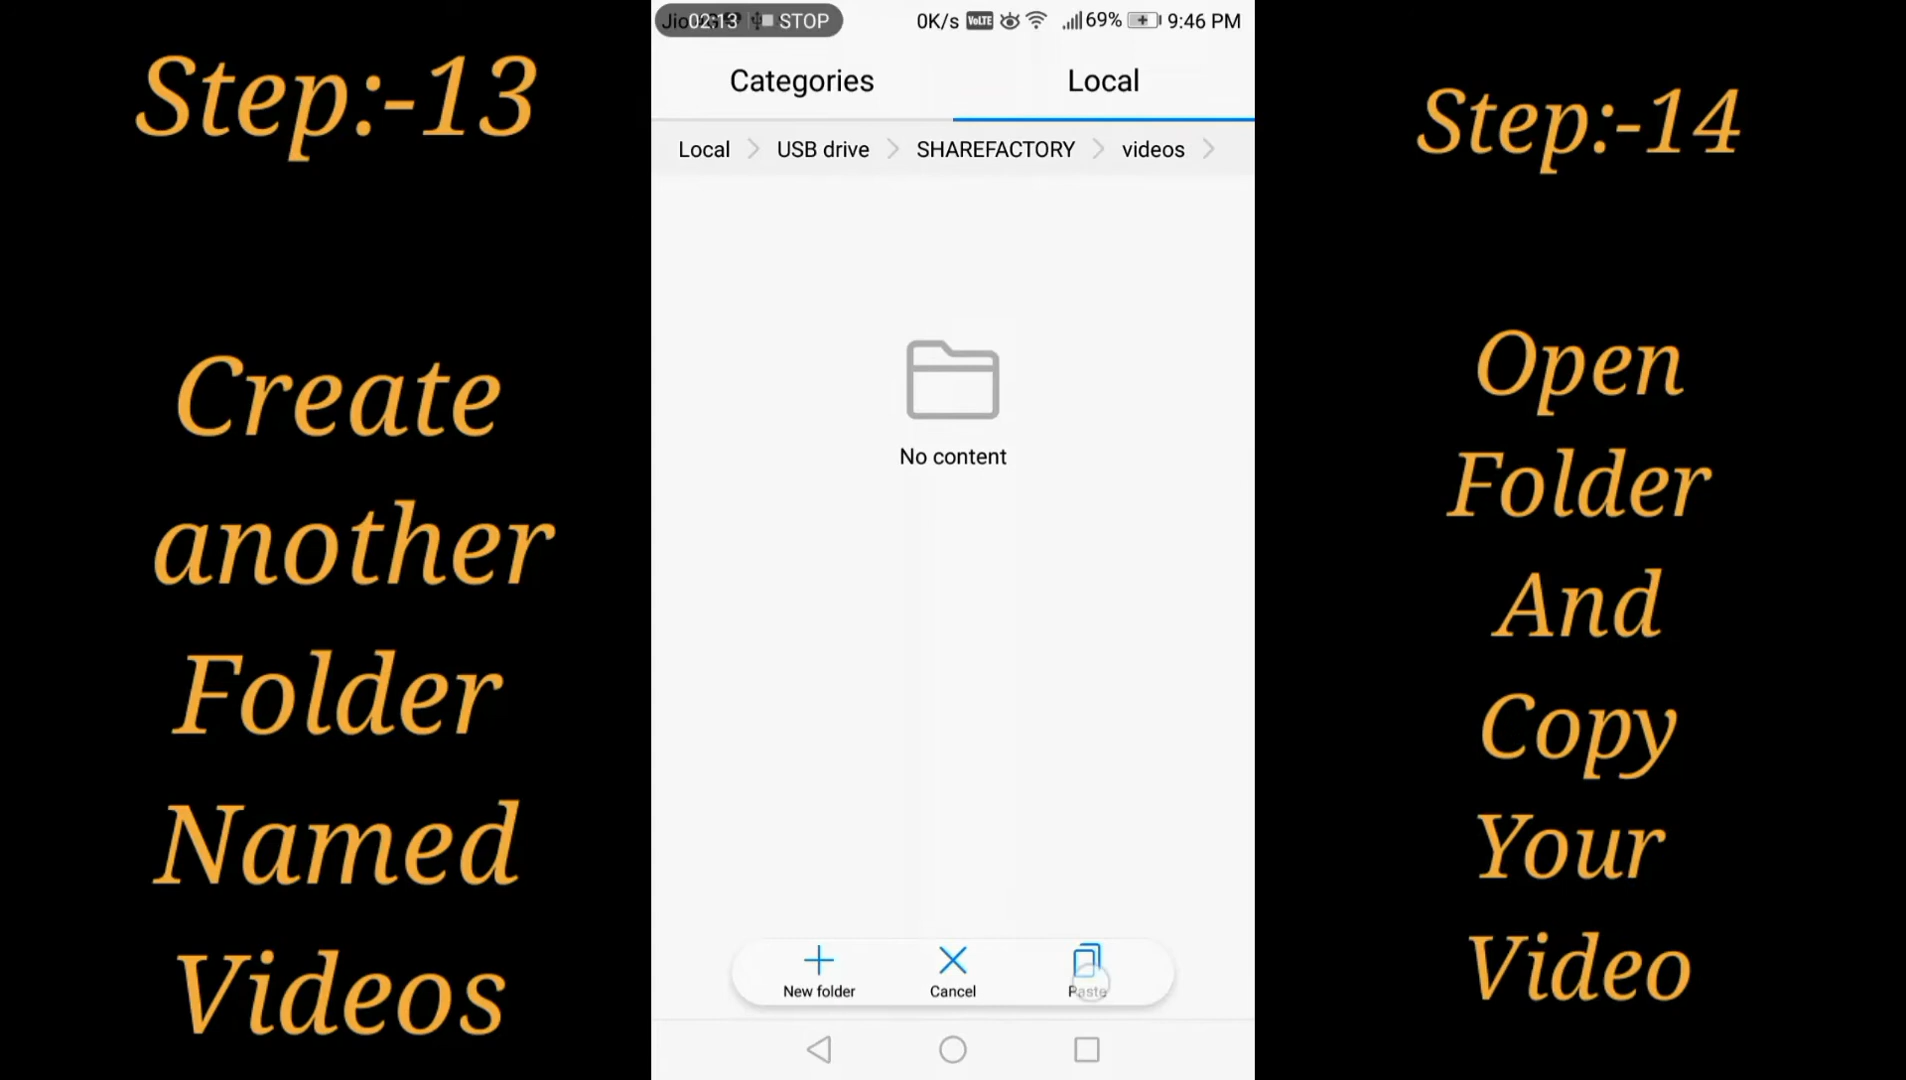 Step:-13
Create
another
Folder
Named
Videos
02:13 STOP
0K/s VoLTE 69% 9:46 PM
Categories Local
Local USB drive SHAREFACTORY videos
No content
New folder Cancel Paste
Step:-14
Open
Folder
And
Copy
Your
Video